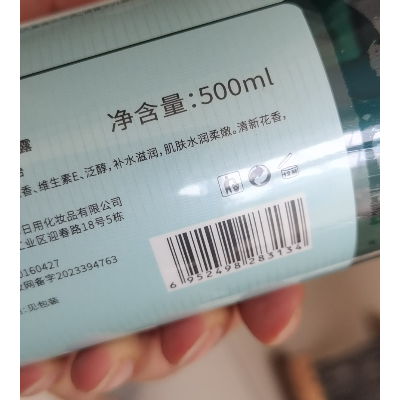 净含量:500ml
露
香、维生素E、泛醇,补水滋润,肌肤水润柔嫩。清新花香,
日用化妆品有限公司
工业区迎春路18号5栋
0160427
妆网备字2023394763
:见包装
6 952498 283134